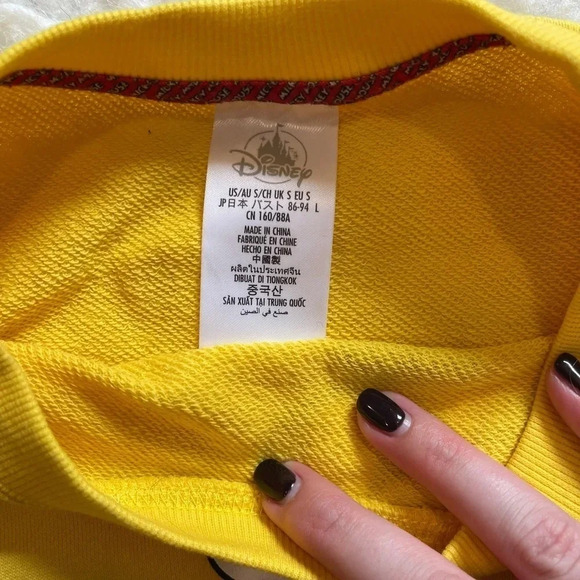 MICKEY MOUSE
Disney
US/AU S/CH UK S EU S
JP日本 バスト 86-94 L
CN 160/88A
MADE IN CHINA
FABRIQUÉ EN CHINE
HECHO EN CHINA
中國製
ผลิตในประเทศจีน
DIBUAT DI TIONGKOK
중국산
SẢN XUẤT TẠI TRUNG QUỐC
صنع في الصين